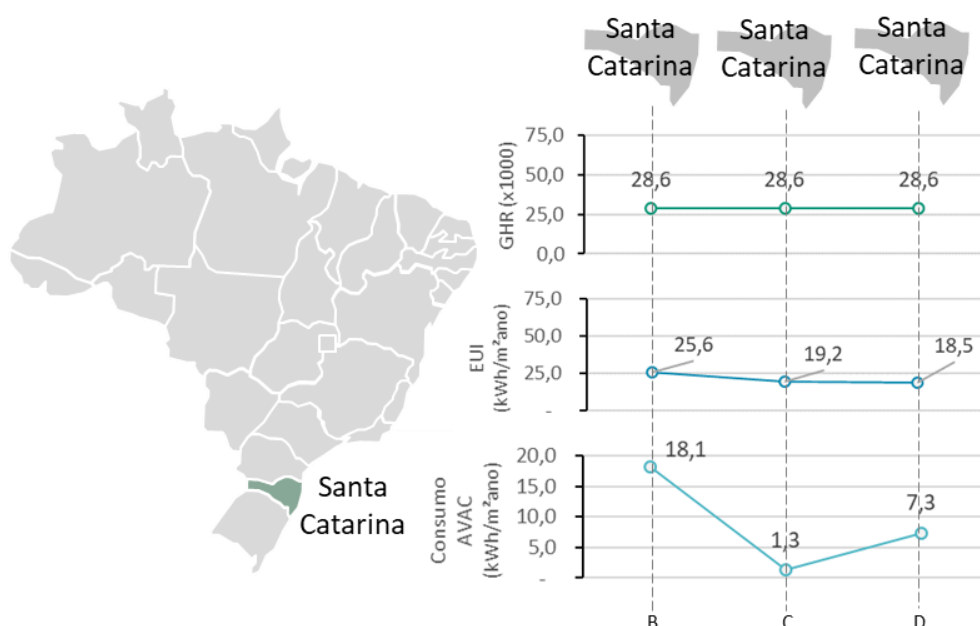 Santa
Catarina
Santa
Catarina
Santa
Catarina
Santa
Catarina
GHR (x1000)
75,0
50,0
25,0
0,0
28,6
28,6
28,6
EUI
(kWh/m²ano)
75,0
50,0
25,0
-
25,6
19,2
18,5
Consumo
AVAC
(kWh/m²ano)
20,0
15,0
10,0
5,0
-
18,1
1,3
7,3
B
C
D